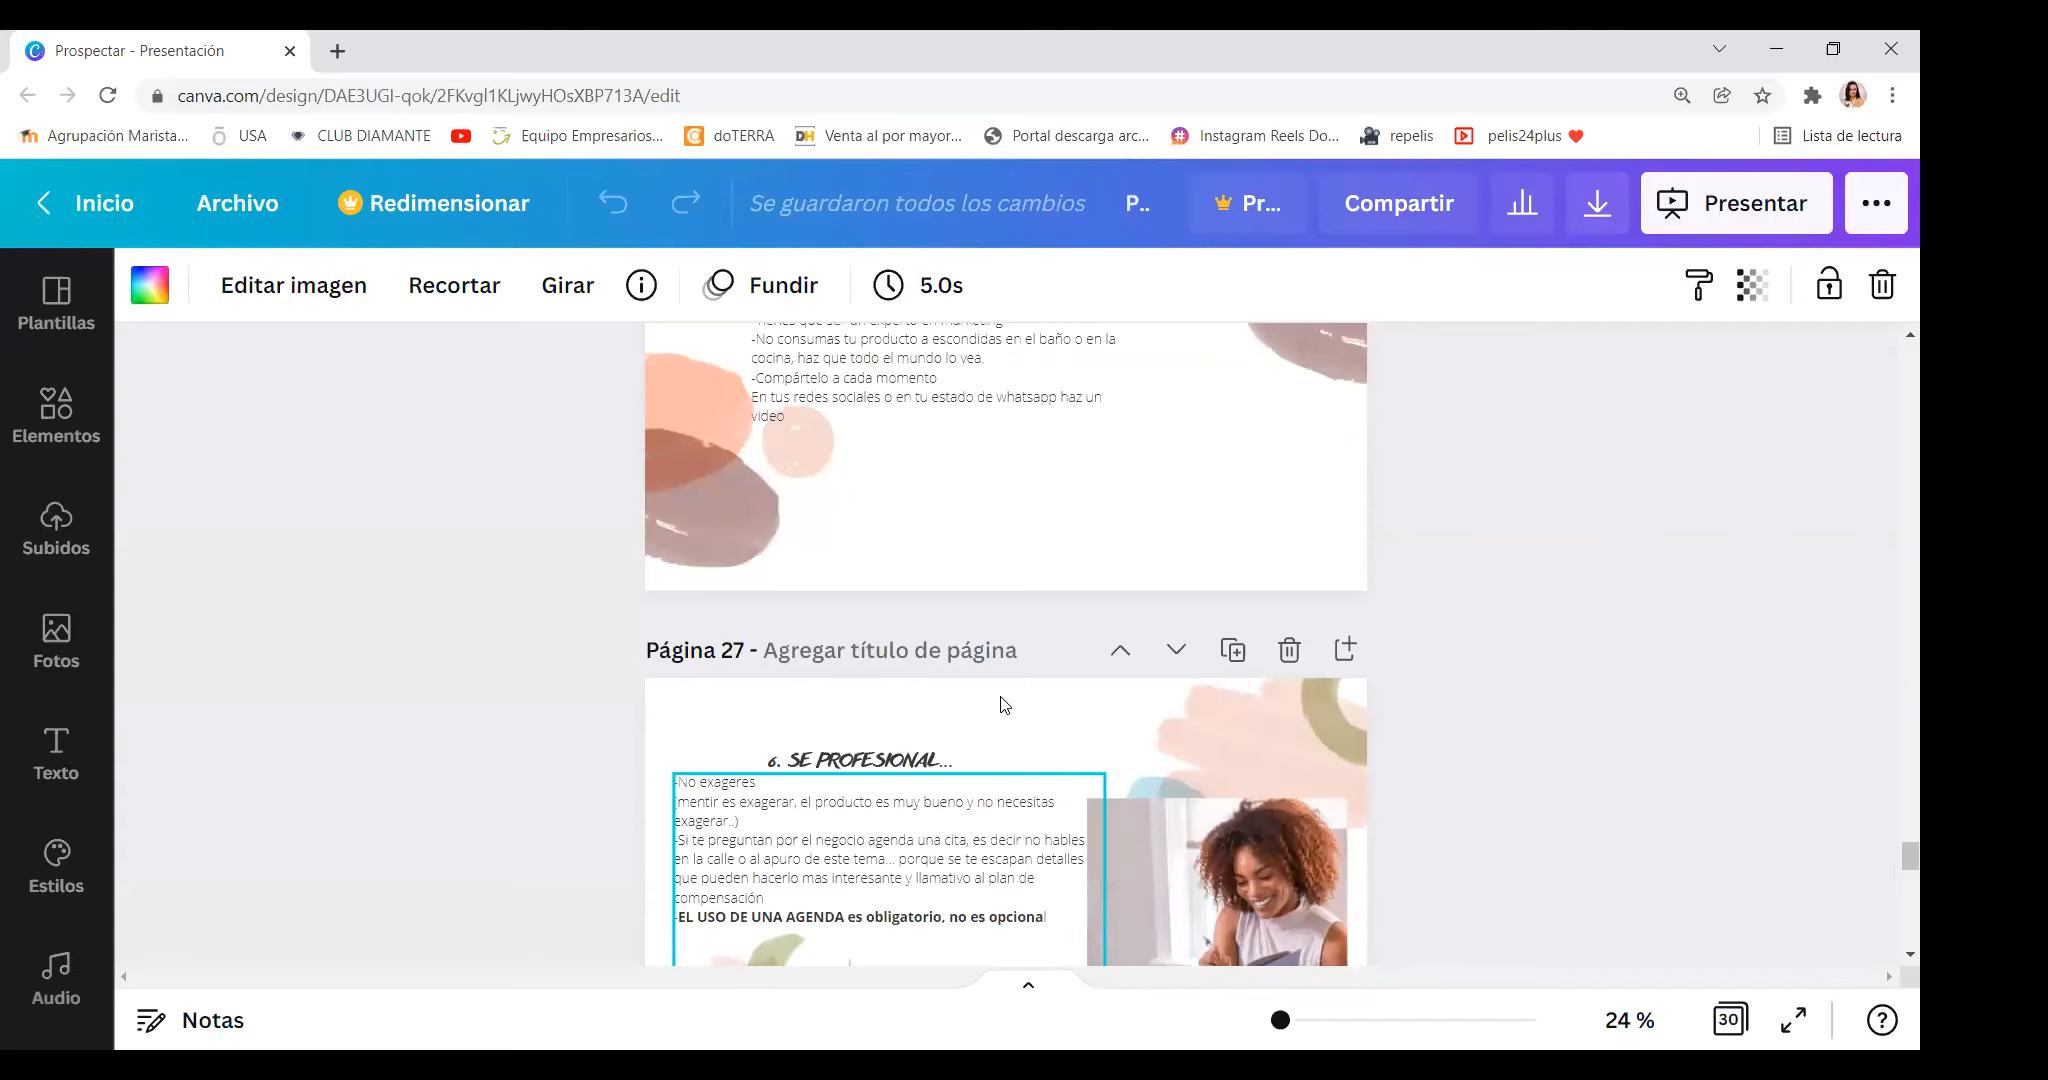 Prospectar - Presentación
canva.com/design/DAE3UGI-qok/2FKvgl1KLjwyHOsXBP713A/edit
Agrupación Marista... USA CLUB DIAMANTE Equipo Empresarios... doTERRA Venta al por mayor... Portal descarga arc... Instagram Reels Do... repelis pelis24plus Lista de lectura
Inicio Archivo Redimensionar Se guardaron todos los cambios P.. Pr... Compartir Presentar
Editar imagen Recortar Girar Fundir 5.0s
Plantillas
Elementos
Subidos
Fotos
Texto
Estilos
Audio
-Tienes que ser un experto en marketing
-No consumas tu producto a escondidas en el baño o en la
cocina, haz que todo el mundo lo vea.
-Compártelo a cada momento
En tus redes sociales o en tu estado de whatsapp haz un
video
Página 27 - Agregar título de página
6. SE PROFESIONAL...
-No exageres
(mentir es exagerar, el producto es muy bueno y no necesitas
exagerar..)
-Si te preguntan por el negocio agenda una cita, es decir no hables
en la calle o al apuro de este tema... porque se te escapan detalles
que pueden hacerlo mas interesante y llamativo al plan de
compensación
-EL USO DE UNA AGENDA es obligatorio, no es opcional
Notas 24 % 30